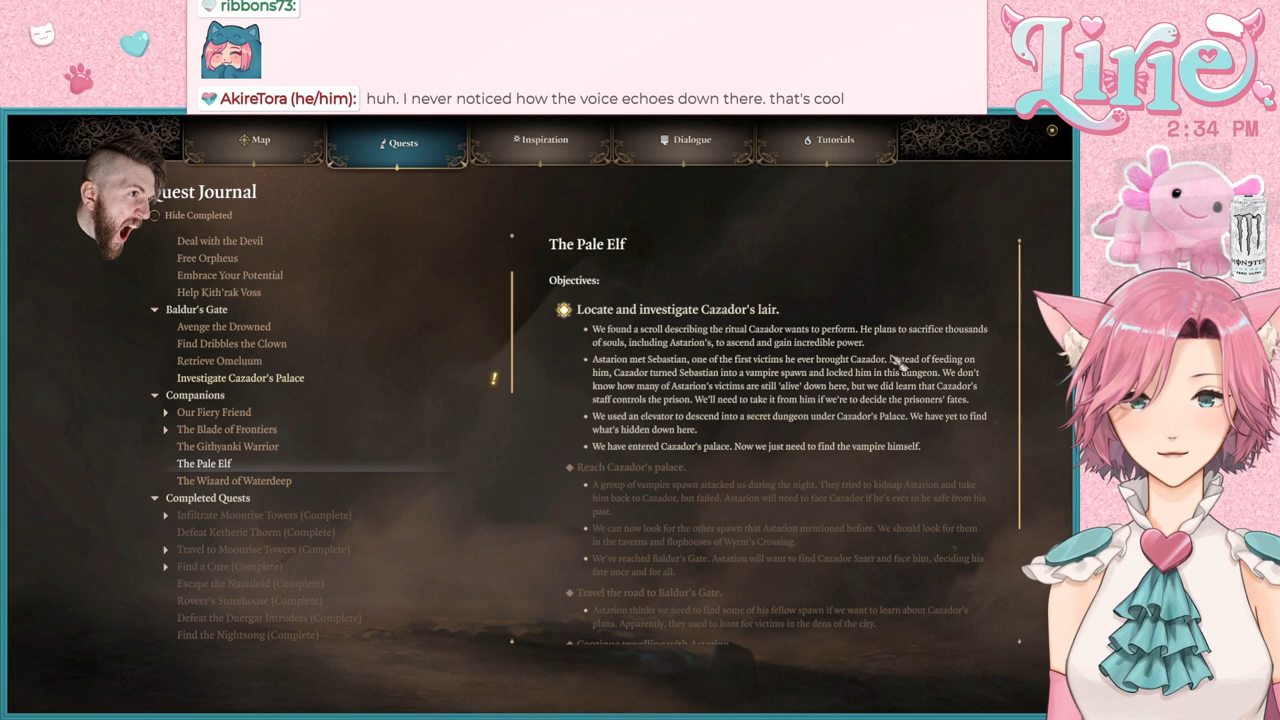 ribbons73:
AkireTora (he/him): huh. I never noticed how the voice echoes down there. that's cool
Lirie
2:34 PM
Map
Quests
Inspiration
Dialogue
Tutorials
Quest Journal
Hide Completed
Deal with the Devil
Free Orpheus
Embrace Your Potential
Help Kith'rak Voss
Baldur's Gate
Avenge the Drowned
Find Dribbles the Clown
Retrieve Omeluum
Investigate Cazador's Palace
Companions
Our Fiery Friend
The Blade of Frontiers
The Githyanki Warrior
The Pale Elf
The Wizard of Waterdeep
Completed Quests
Infiltrate Moonrise Towers (Complete)
Defeat Ketheric Thorm (Complete)
Travel to Moonrise Towers (Complete)
Find a Cure (Complete)
Escape the Nautiloid (Complete)
Roveer's Storehouse (Complete)
Defeat the Duergar Intruders (Complete)
Find the Nightsong (Complete)
The Pale Elf
Objectives:
Locate and investigate Cazador's lair.
We found a scroll describing the ritual Cazador wants to perform. He plans to sacrifice thousands
of souls, including Astarion's, to ascend and gain incredible power.
Astarion met Sebastian, one of the first victims he ever brought Cazador. Instead of feeding on
him, Cazador turned Sebastian into a vampire spawn and locked him in this dungeon. We don't
know how many of Astarion's victims are still 'alive' down here, but we did learn that Cazador's
staff controls the prison. We'll need to take it from him if we're to decide the prisoners' fates.
We used an elevator to descend into a secret dungeon under Cazador's Palace. We have yet to find
what's hidden down here.
We have entered Cazador's palace. Now we just need to find the vampire himself.
Reach Cazador's palace.
A group of vampire spawn attacked us during the night. They tried to kidnap Astarion and take
him back to Cazador, but failed. Astarion will need to face Cazador if he's ever to be safe from his
past.
We can now look for the other spawn that Astarion mentioned before. We should look for them
in the taverns and flophouses of Wyrm's Crossing.
We've reached Baldur's Gate. Astarion will want to find Cazador Szarr and face him, deciding his
fate once and for all.
Travel the road to Baldur's Gate.
Astarion thinks we need to find some of his fellow spawn if we want to learn about Cazador's
plans. Apparently, they used to hunt for victims in the dens of the city.
Continue travelling with Astarion.
MONSTER